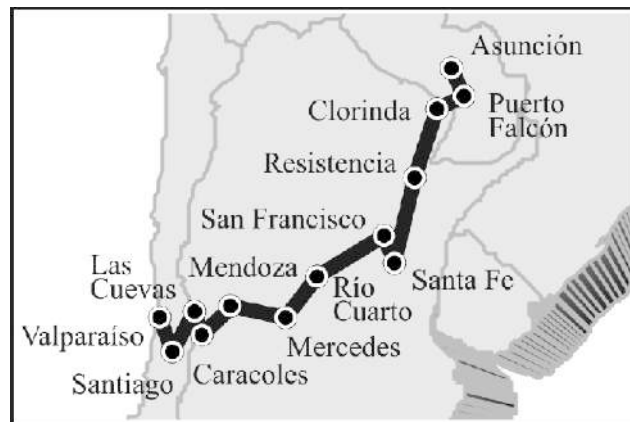 Asunción
Puerto
Falcón
Clorinda
Resistencia
San Francisco
Santa Fe
Las
Cuevas
Mendoza
Río
Cuarto
Valparaíso
Mercedes
Santiago
Caracoles